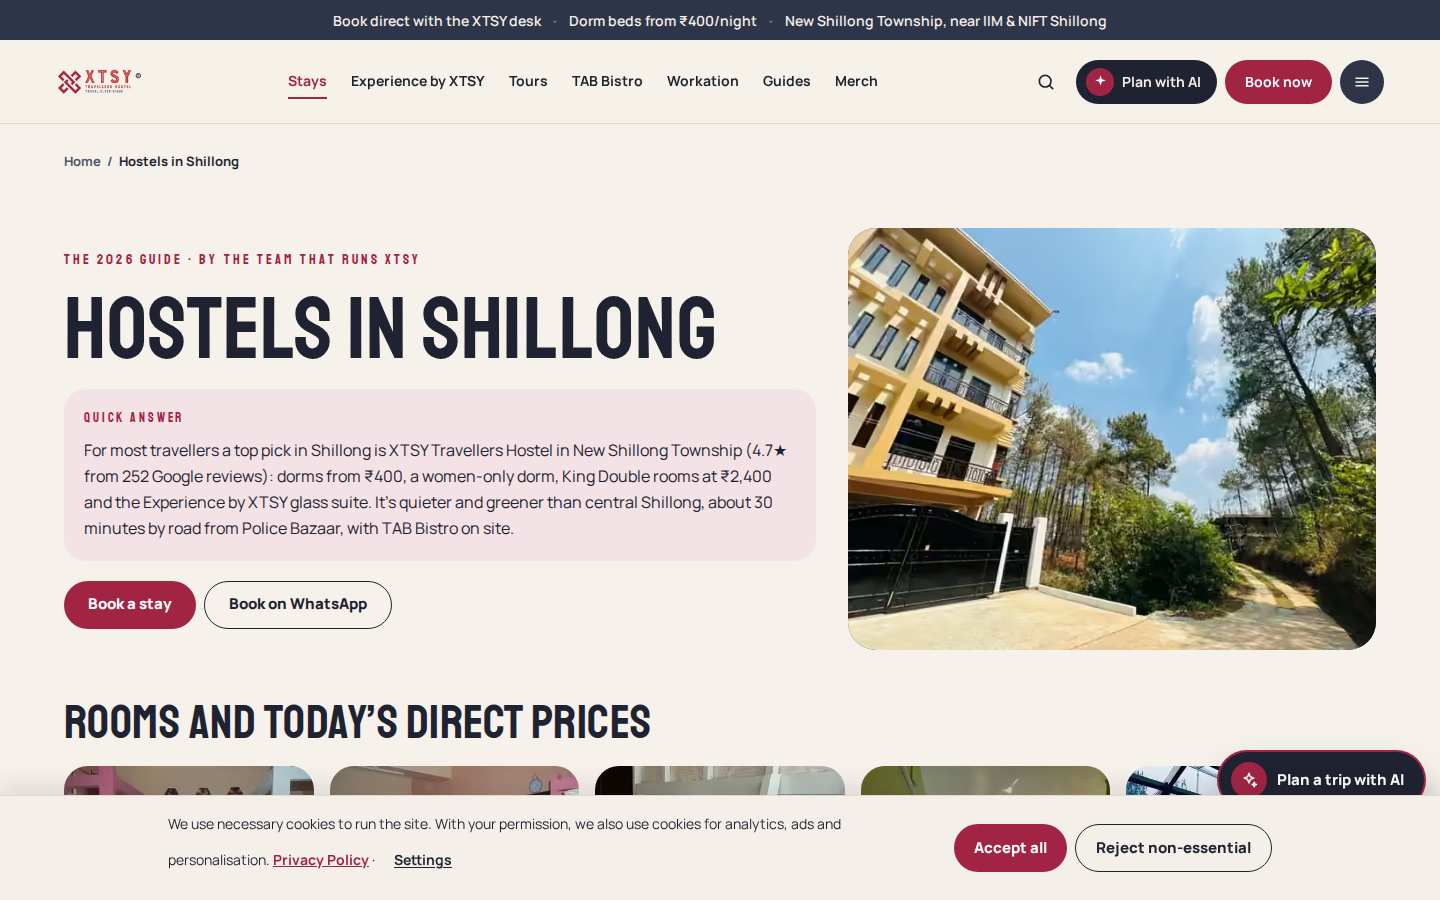 Book direct with the XTSY desk · Dorm beds from ₹400/night · New Shillong Township, near IIM & NIFT Shillong
XTSY
Stays Experience by XTSY Tours TAB Bistro Workation Guides Merch Plan with AI Book now
Home / Hostels in Shillong
THE 2026 GUIDE · BY THE TEAM THAT RUNS XTSY
HOSTELS IN SHILLONG
QUICK ANSWER
For most travellers a top pick in Shillong is XTSY Travellers Hostel in New Shillong Township (4.7★
from 252 Google reviews): dorms from ₹400, a women-only dorm, King Double rooms at ₹2,400
and the Experience by XTSY glass suite. It’s quieter and greener than central Shillong, about 30
minutes by road from Police Bazaar, with TAB Bistro on site.
Book a stay Book on WhatsApp
ROOMS AND TODAY’S DIRECT PRICES
Plan a trip with AI
We use necessary cookies to run the site. With your permission, we also use cookies for analytics, ads and
personalisation. Privacy Policy · Settings
Accept all Reject non-essential